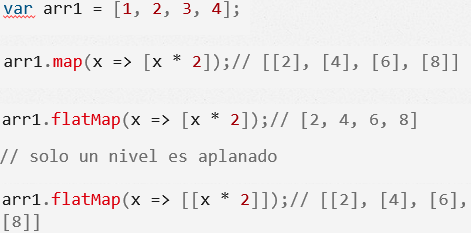 var arr1 = [1, 2, 3, 4];
arr1.map(x => [x * 2]);// [[2], [4], [6], [8]]
arr1.flatMap(x => [x * 2]);// [2, 4, 6, 8]
// solo un nivel es aplanado
arr1.flatMap(x => [[x * 2]]);// [[2], [4], [6],
[8]]